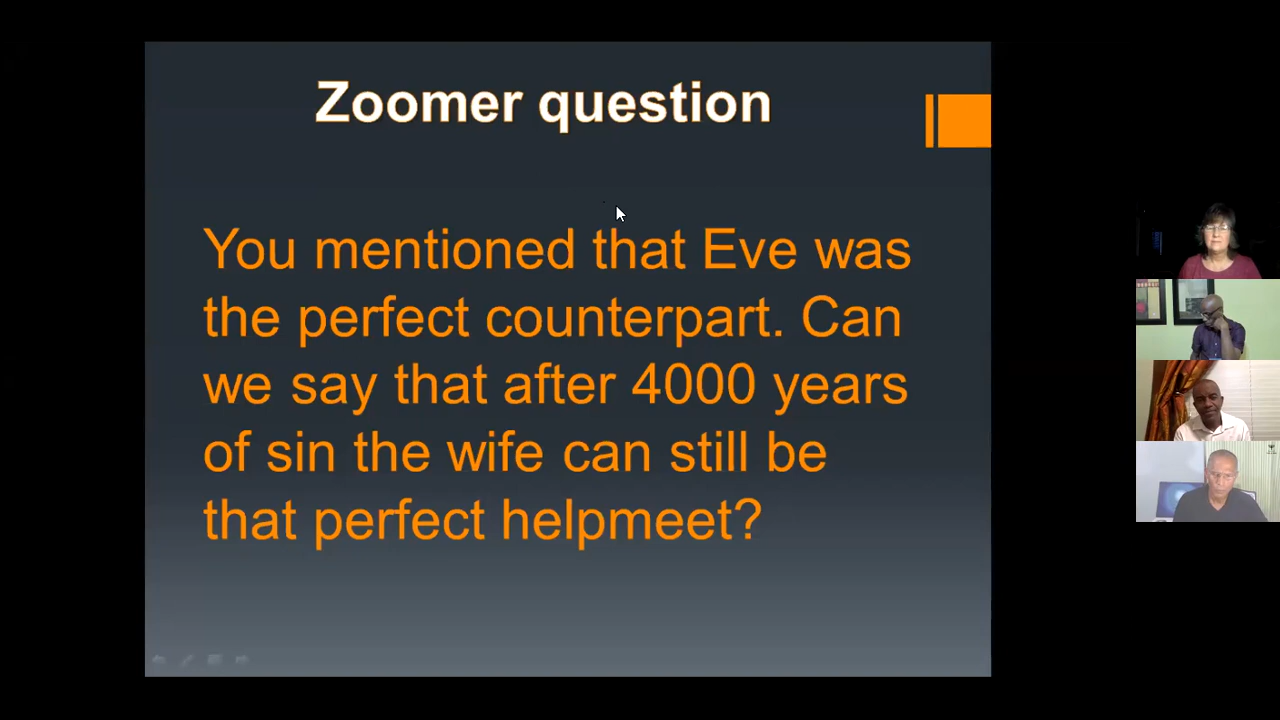 Zoomer question
You mentioned that Eve was
the perfect counterpart. Can
we say that after 4000 years
of sin the wife can still be
that perfect helpmeet?